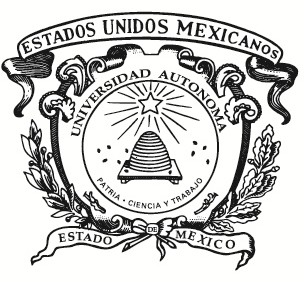 ESTADOS UNIDOS MEXICANOS
UNIVERSIDAD AUTONOMA
PATRIA · CIENCIA Y TRABAJO
ESTADO DE MEXICO